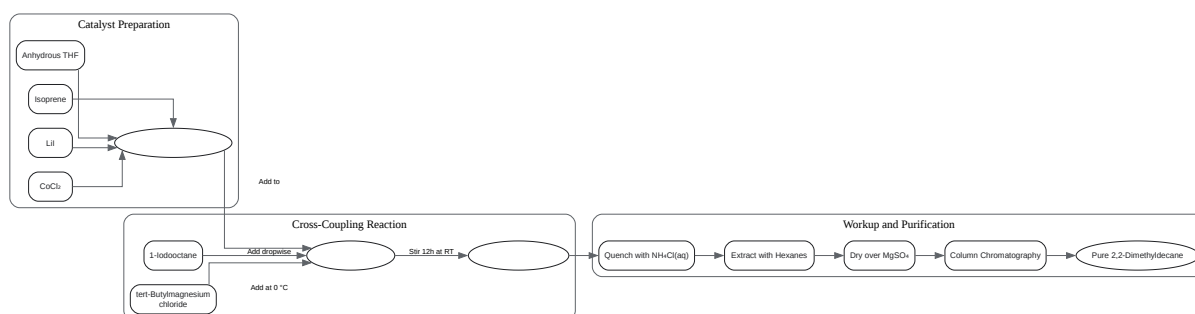 Catalyst Preparation
Anhydrous THF
Isoprene
LiI
CoCl₂
Add to
Cross-Coupling Reaction
1-Iodooctane
Add dropwise
Stir 12h at RT
tert-Butylmagnesium
chloride
Add at 0 °C
Workup and Purification
Quench with NH₄Cl(aq)
Extract with Hexanes
Dry over MgSO₄
Column Chromatography
Pure 2,2-Dimethyldecane